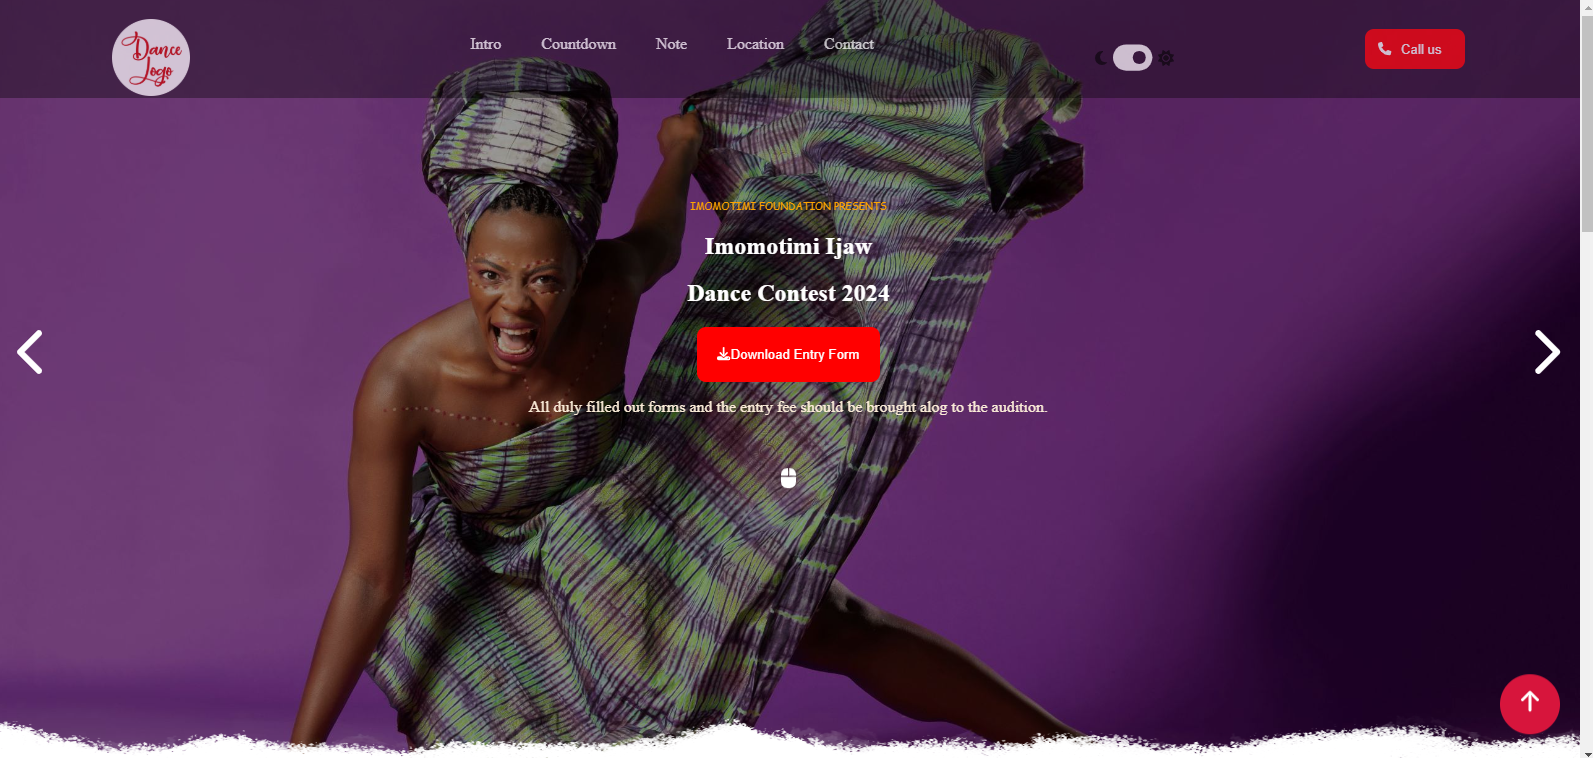 Dance
Logo
Intro
Countdown
Note
Location
Contact
Call us
IMOMOTIMI FOUNDATION PRESENTS
Imomotimi Ijaw
Dance Contest 2024
Download Entry Form
All duly filled out forms and the entry fee should be brought alog to the audition.